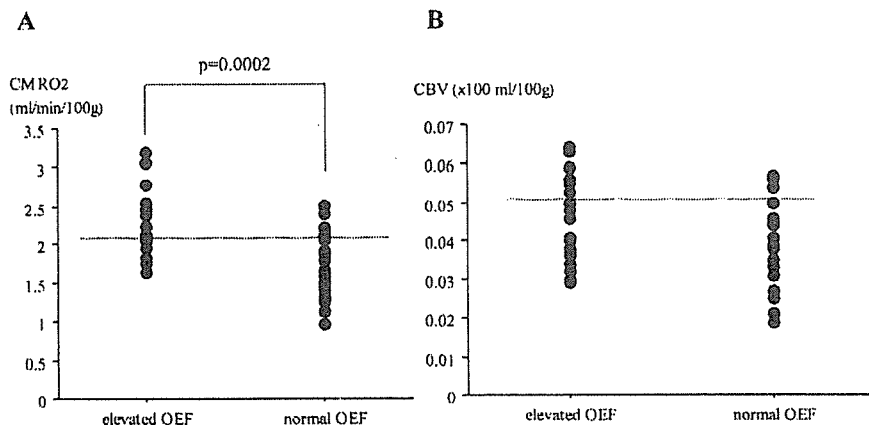 A
p=0.0002
CMRO2
(ml/min/100g)
3.5
3
2.5
2
1.5
1
0.5
0
elevated OEF
normal OEF
B
CBV (x100 ml/100g)
0.07
0.06
0.05
0.04
0.03
0.02
0.01
0
elevated OEF
normal OEF